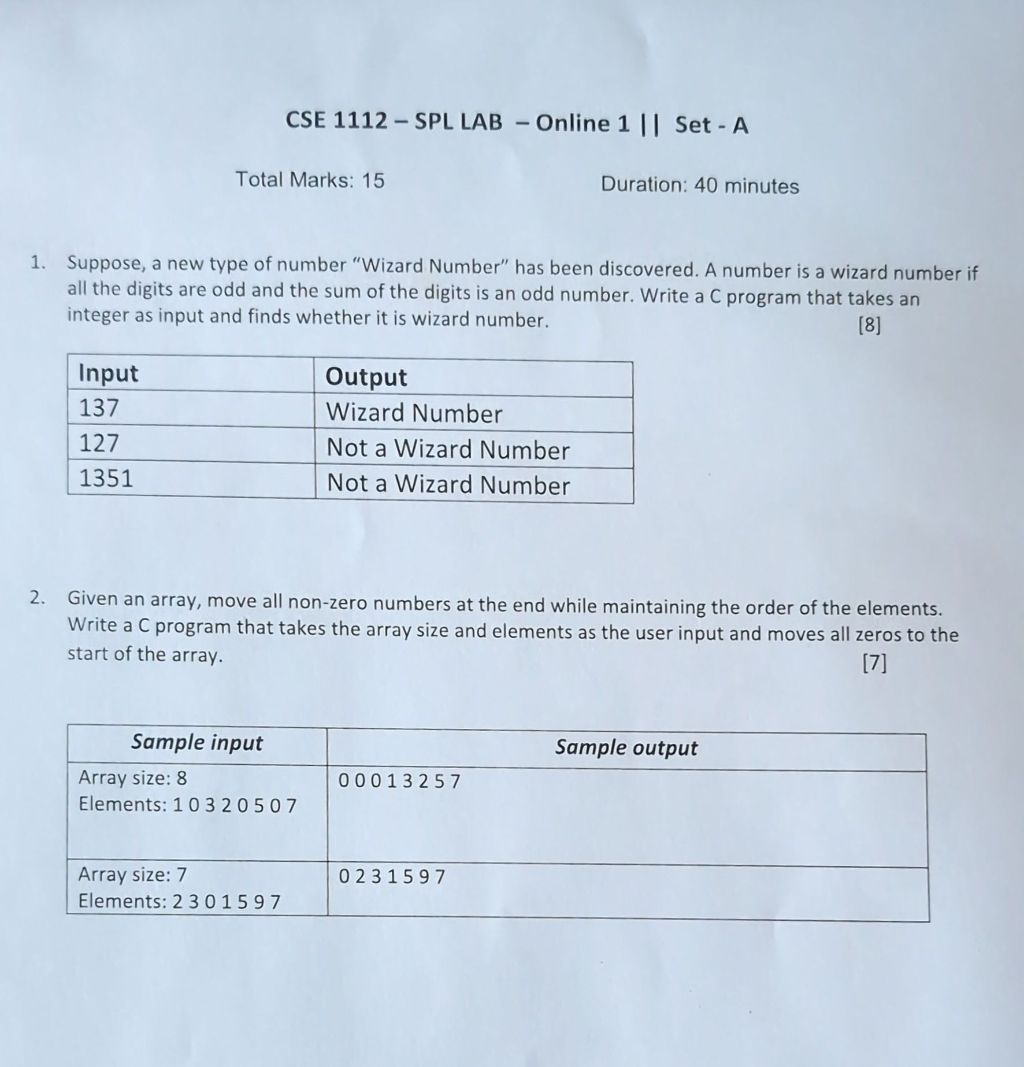 CSE 1112 – SPL LAB – Online 1 || Set - A
Total Marks: 15 Duration: 40 minutes
1. Suppose, a new type of number “Wizard Number” has been discovered. A number is a wizard number if
all the digits are odd and the sum of the digits is an odd number. Write a C program that takes an
integer as input and finds whether it is wizard number. [8]
Input Output
137 Wizard Number
127 Not a Wizard Number
1351 Not a Wizard Number
2. Given an array, move all non-zero numbers at the end while maintaining the order of the elements.
Write a C program that takes the array size and elements as the user input and moves all zeros to the
start of the array. [7]
Sample input Sample output
Array size: 8 0 0 0 1 3 2 5 7
Elements: 1 0 3 2 0 5 0 7
Array size: 7 0 2 3 1 5 9 7
Elements: 2 3 0 1 5 9 7